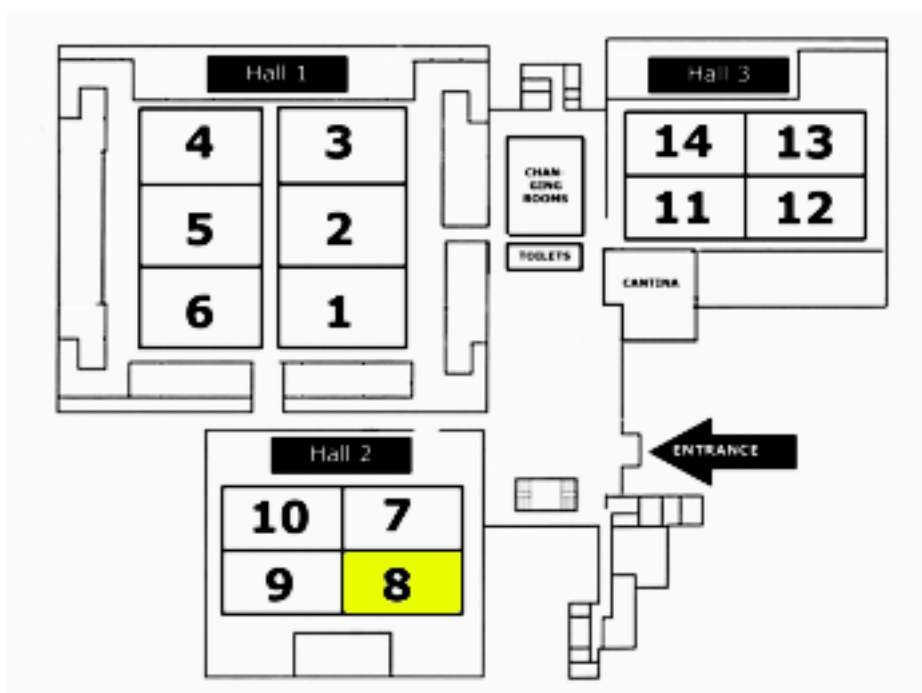 Hall 1
Hall 3
4
3
14
13
CHAN-
GING
ROOMS
11
12
5
2
TOILETS
CANTINA
6
1
Hall 2
ENTRANCE
10
7
9
8